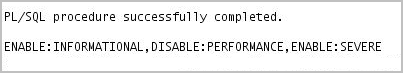 PL/SQL procedure successfully completed.
ENABLE:INFORMATIONAL,DISABLE:PERFORMANCE,ENABLE:SEVERE